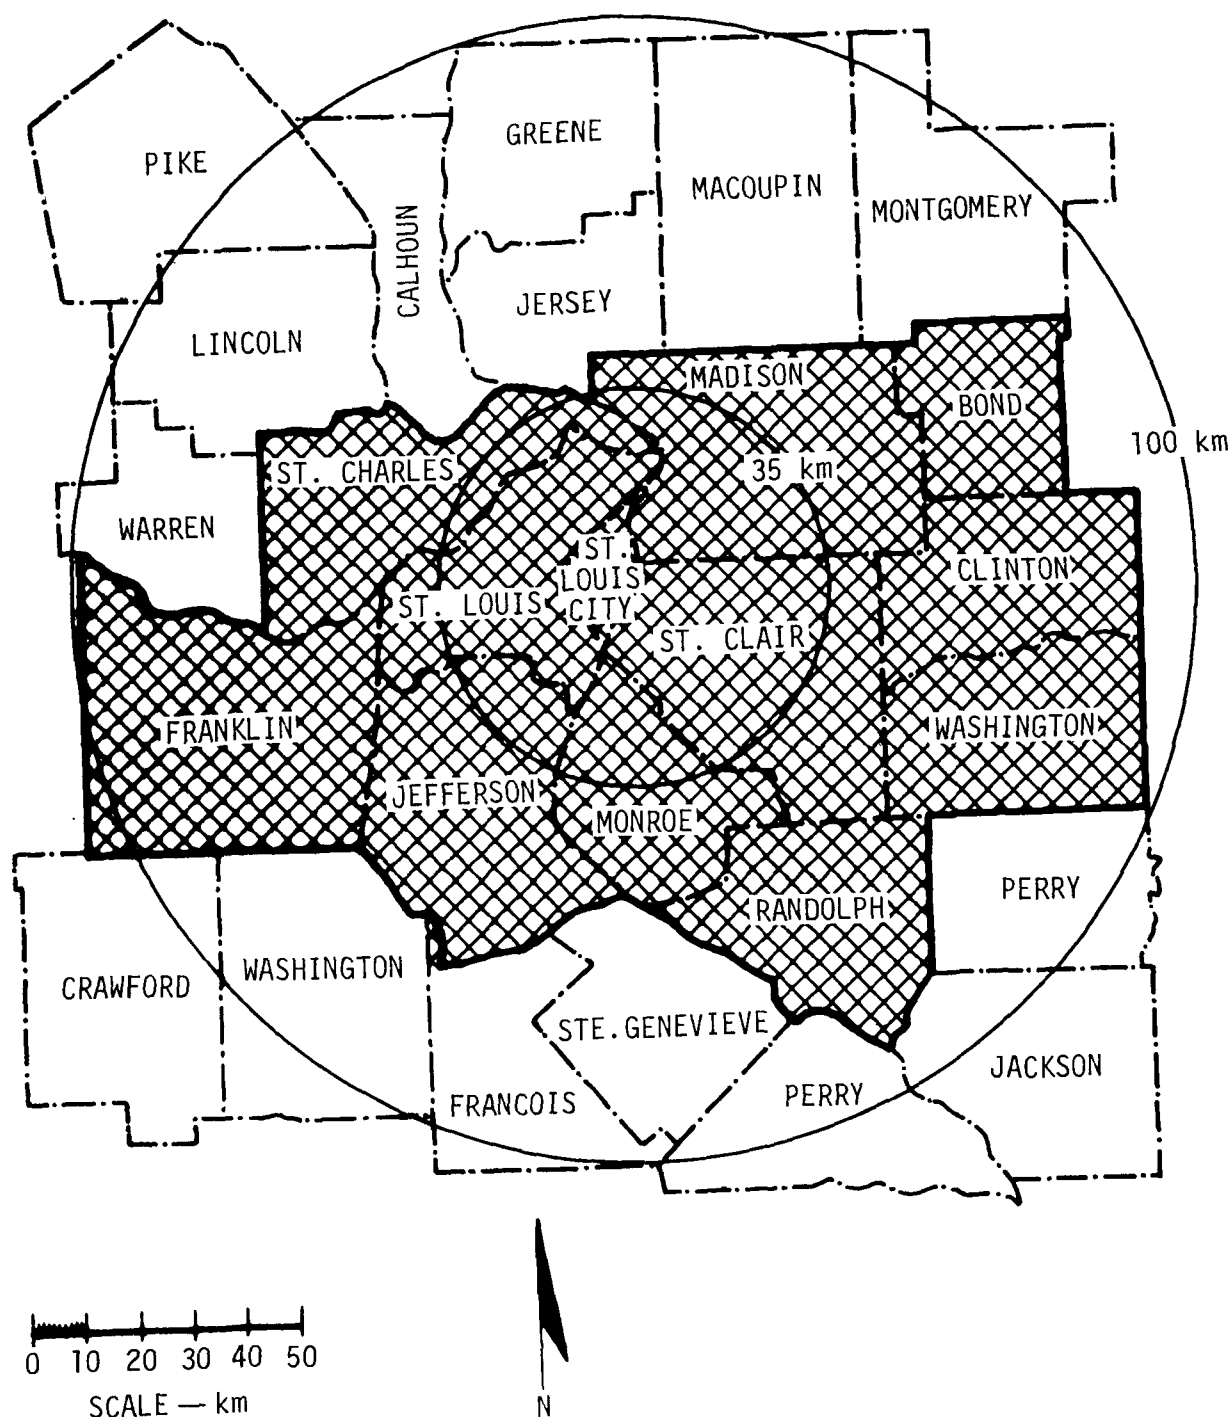 GREENE
PIKE
MACOUPIN
MONTGOMERY
CALHOUN
JERSEY
LINCOLN
MADISON
BOND
100 km
ST. CHARLES
35 km
WARREN
ST.
LOUIS
CITY
CLINTON
ST. LOUIS
ST. CLAIR
FRANKLIN
WASHINGTON
JEFFERSON
MONROE
PERRY
RANDOLPH
WASHINGTON
CRAWFORD
STE. GENEVIEVE
JACKSON
FRANCOIS
PERRY
0 10 20 30 40 50
SCALE — km
N